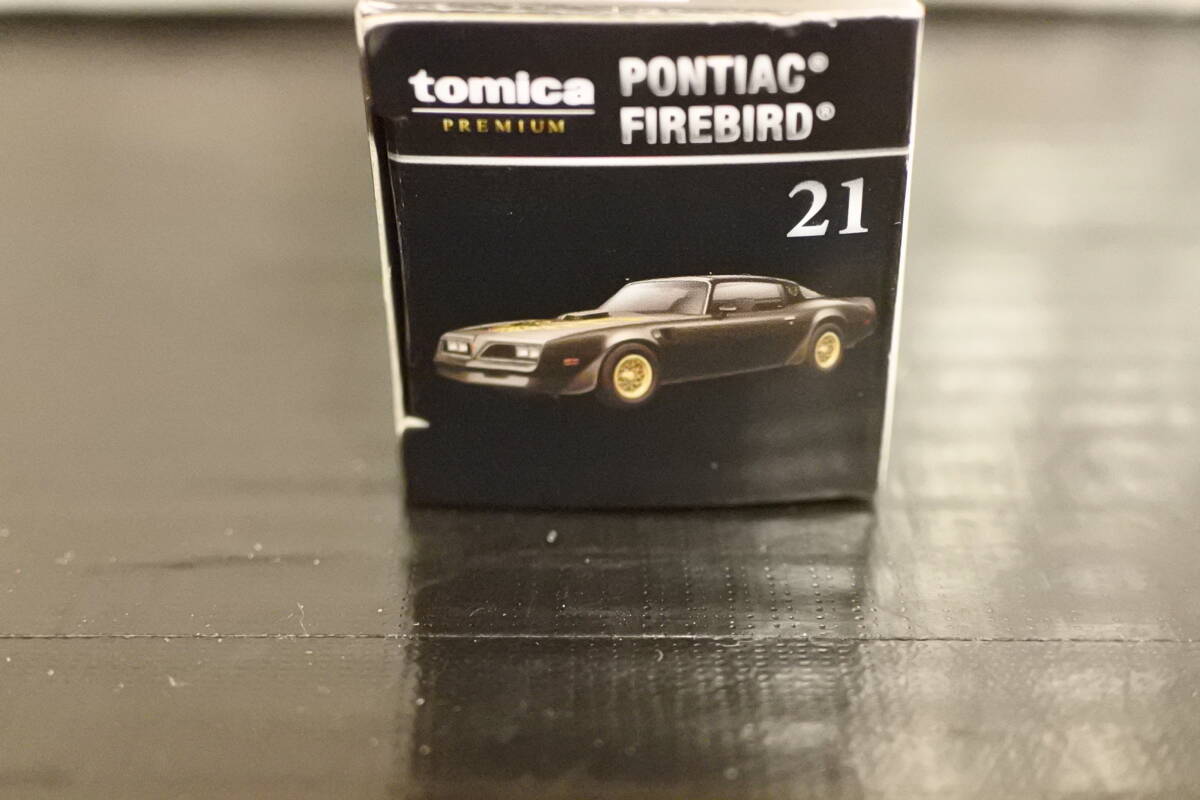 tomica
PREMIUM
PONTIAC®
FIREBIRD®
21